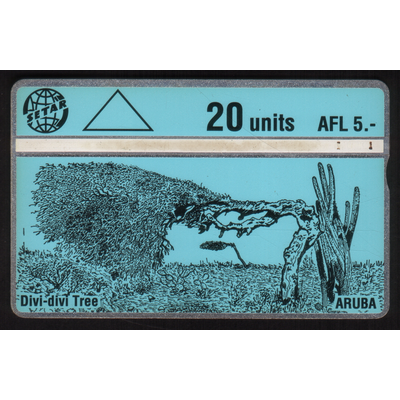 SETAR
20 units AFL 5.-
Divi-divi Tree
ARUBA